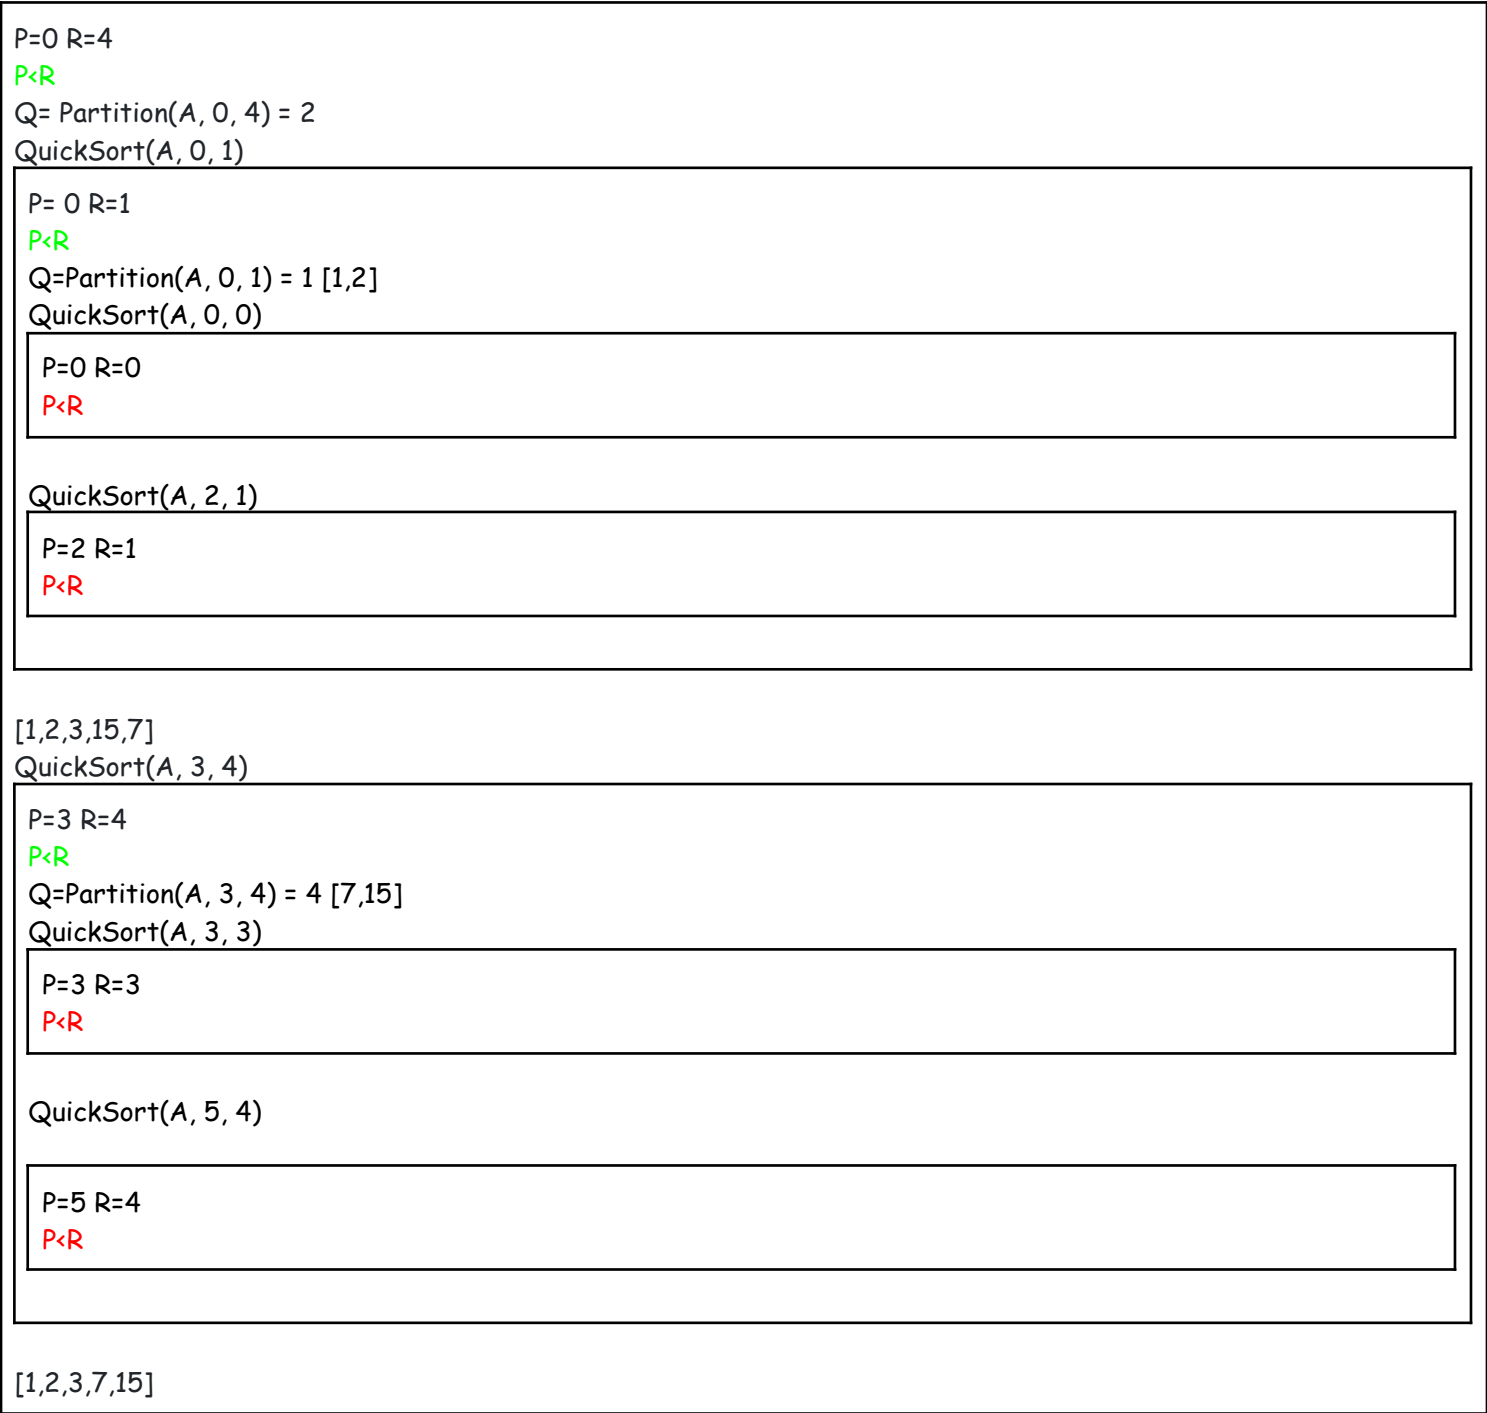 P=0 R=4
P<R
Q= Partition(A, 0, 4) = 2
QuickSort(A, 0, 1)
P= 0 R=1
P<R
Q=Partition(A, 0, 1) = 1 [1,2]
QuickSort(A, 0, 0)
P=0 R=0
P<R
QuickSort(A, 2, 1)
P=2 R=1
P<R
[1,2,3,15,7]
QuickSort(A, 3, 4)
P=3 R=4
P<R
Q=Partition(A, 3, 4) = 4 [7,15]
QuickSort(A, 3, 3)
P=3 R=3
P<R
QuickSort(A, 5, 4)
P=5 R=4
P<R
[1,2,3,7,15]